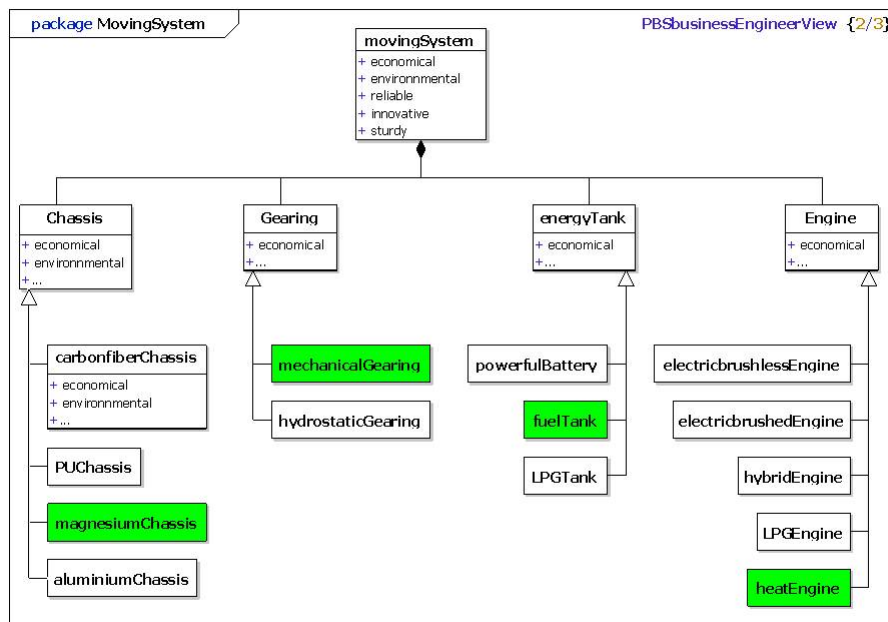 package MovingSystem
PBSbusinessEngineerView {2/3}
movingSystem
+ economical
+ environnmental
+ reliable
+ innovative
+ sturdy
Chassis
+ economical
+ environnmental
+ ...
Gearing
+ economical
+...
energyTank
+ economical
+...
Engine
+ economical
+...
carbonfiberChassis
+ economical
+ environnmental
+...
PUChassis
magnesiumChassis
aluminiumChassis
mechanicalGearing
hydrostaticGearing
powerfulBattery
fuelTank
LPGTank
electricbrushlessEngine
electricbrushedEngine
hybridEngine
LPGEngine
heatEngine